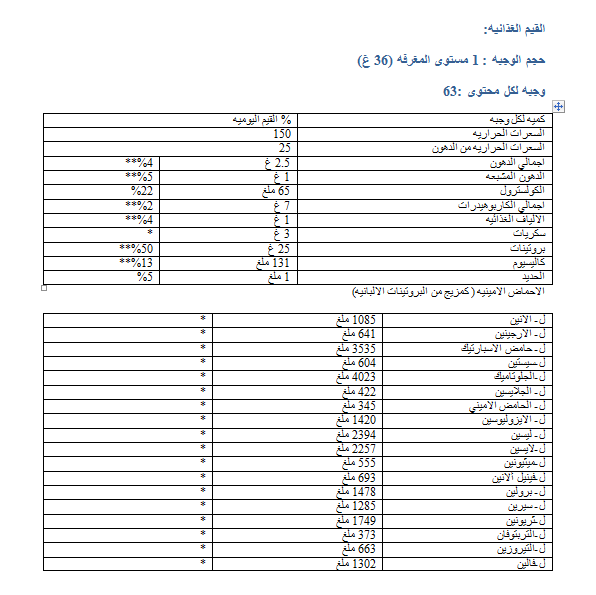 القيم الغذائيه:
حجم الوجبه : 1 مستوى المغرفه (36 غ)
وجبه لكل محتوى :63
كميه لكل وجبه % القيم اليوميه
السعرات الحراريه 150
السعرات الحراريه من الدهون 25
اجمالي الدهون 2.5 غ 4%**
الدهون المشبعه 1 غ 5%**
الكولسترول 65 ملغ 22%
اجمالي الكاربوهيدرات 7 غ 2%**
الالياف الغذائيه 1 غ 4%**
سكريات 3 غ *
بروتينات 25 غ 50%**
كالسيوم 131 ملغ 13%**
الحديد 1 ملغ 5%
الاحماض الامينيه (كمزيج من البروتينات الالبانيه)
ل - الانين 1085 ملغ *
ل - الارجينين 641 ملغ *
ل - حامض الاسبارتيك 3535 ملغ *
ل -سيستين 604 ملغ *
ل -الجلوتاميك 4023 ملغ *
ل - الجلايسين 422 ملغ *
ل - الحامض الاميني 345 ملغ *
ل - الايزوليوسين 1420 ملغ *
ل - ليسين 2394 ملغ *
ل -لايسين 2257 ملغ *
ل -ميثيونين 555 ملغ *
ل -فينيل ألانين 693 ملغ *
ل - برولين 1478 ملغ *
ل - سيرين 1285 ملغ *
ل -ثريونين 1749 ملغ *
ل -التربتوفان 373 ملغ *
ل -التيروزين 663 ملغ *
ل -فالين 1302 ملغ *